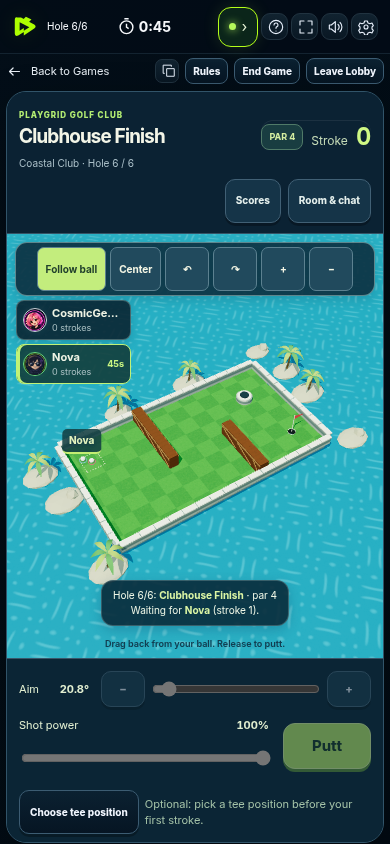 Hole 6/6
0:45
›
← Back to Games
Rules
End Game
Leave Lobby
PLAYGRID GOLF CLUB
Clubhouse Finish
PAR 4
Stroke 0
Coastal Club · Hole 6 / 6
Scores
Room & chat
Follow ball
Center
↶
↷
+
−
CosmicGe...
0 strokes
Nova
0 strokes
45s
Nova
Hole 6/6: Clubhouse Finish · par 4
Waiting for Nova (stroke 1).
Drag back from your ball. Release to putt.
Aim
20.8°
−
+
Shot power
100%
Putt
Choose tee position
Optional: pick a tee position before your
first stroke.